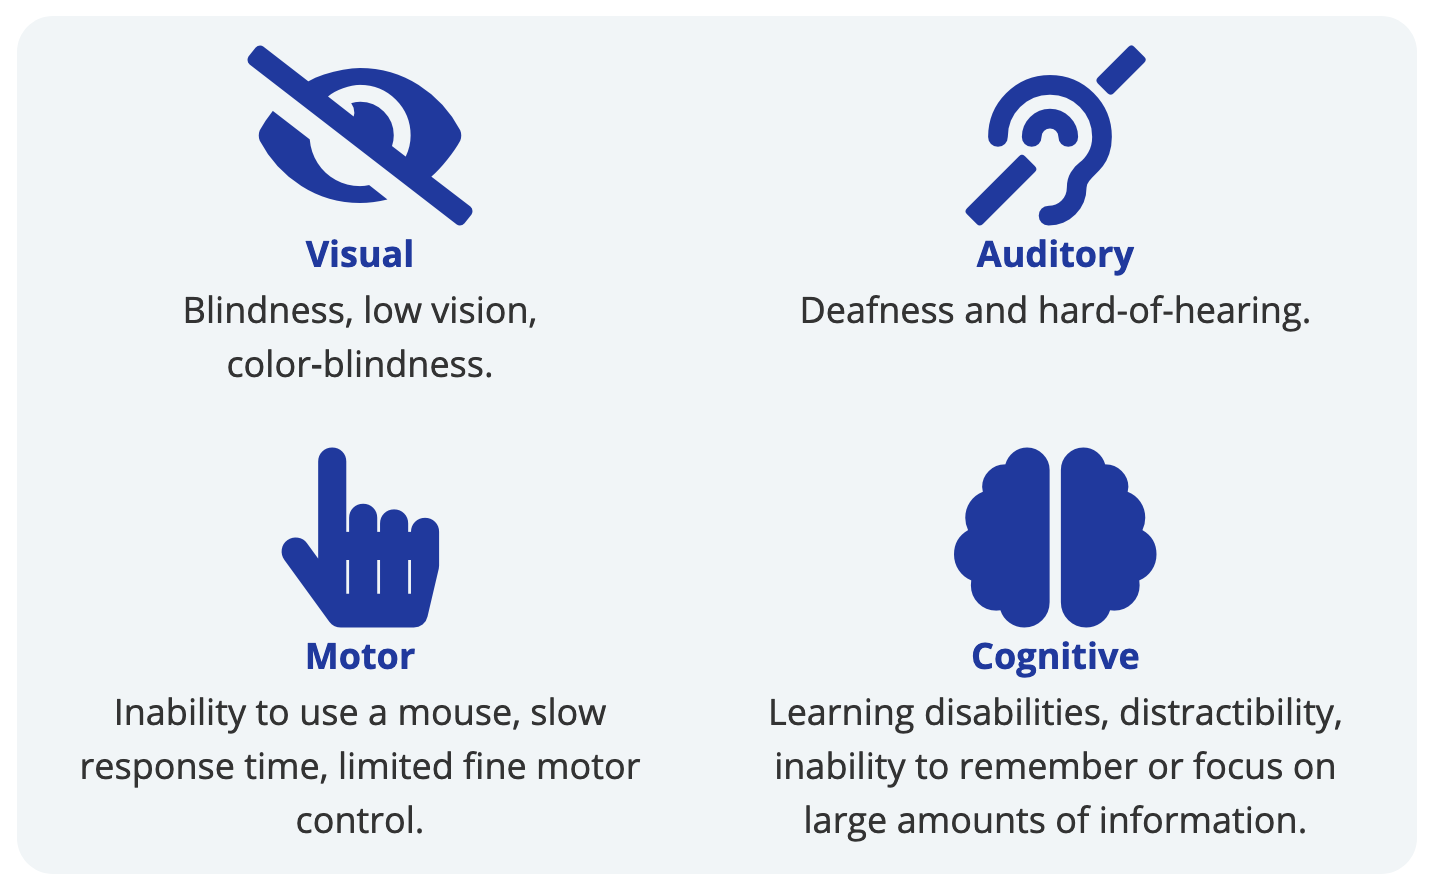 Visual
Blindness, low vision,
color-blindness.
Auditory
Deafness and hard-of-hearing.
Motor
Inability to use a mouse, slow
response time, limited fine motor
control.
Cognitive
Learning disabilities, distractibility,
inability to remember or focus on
large amounts of information.